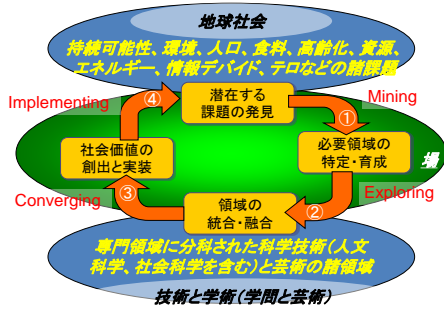 地球社会
持続可能性、環境、人口、食料、高齢化、資源、
エネルギー、情報デバイド、テロなどの諸課題
Implementing
④
潜在する
課題の発見
Mining
①
社会価値の
創出と実装
必要領域の
特定・育成
場
Converging
③
領域の
統合・融合
②
Exploring
専門領域に分科された科学技術(人文
科学、社会科学を含む)と芸術の諸領域
技術と学術(学問と芸術)